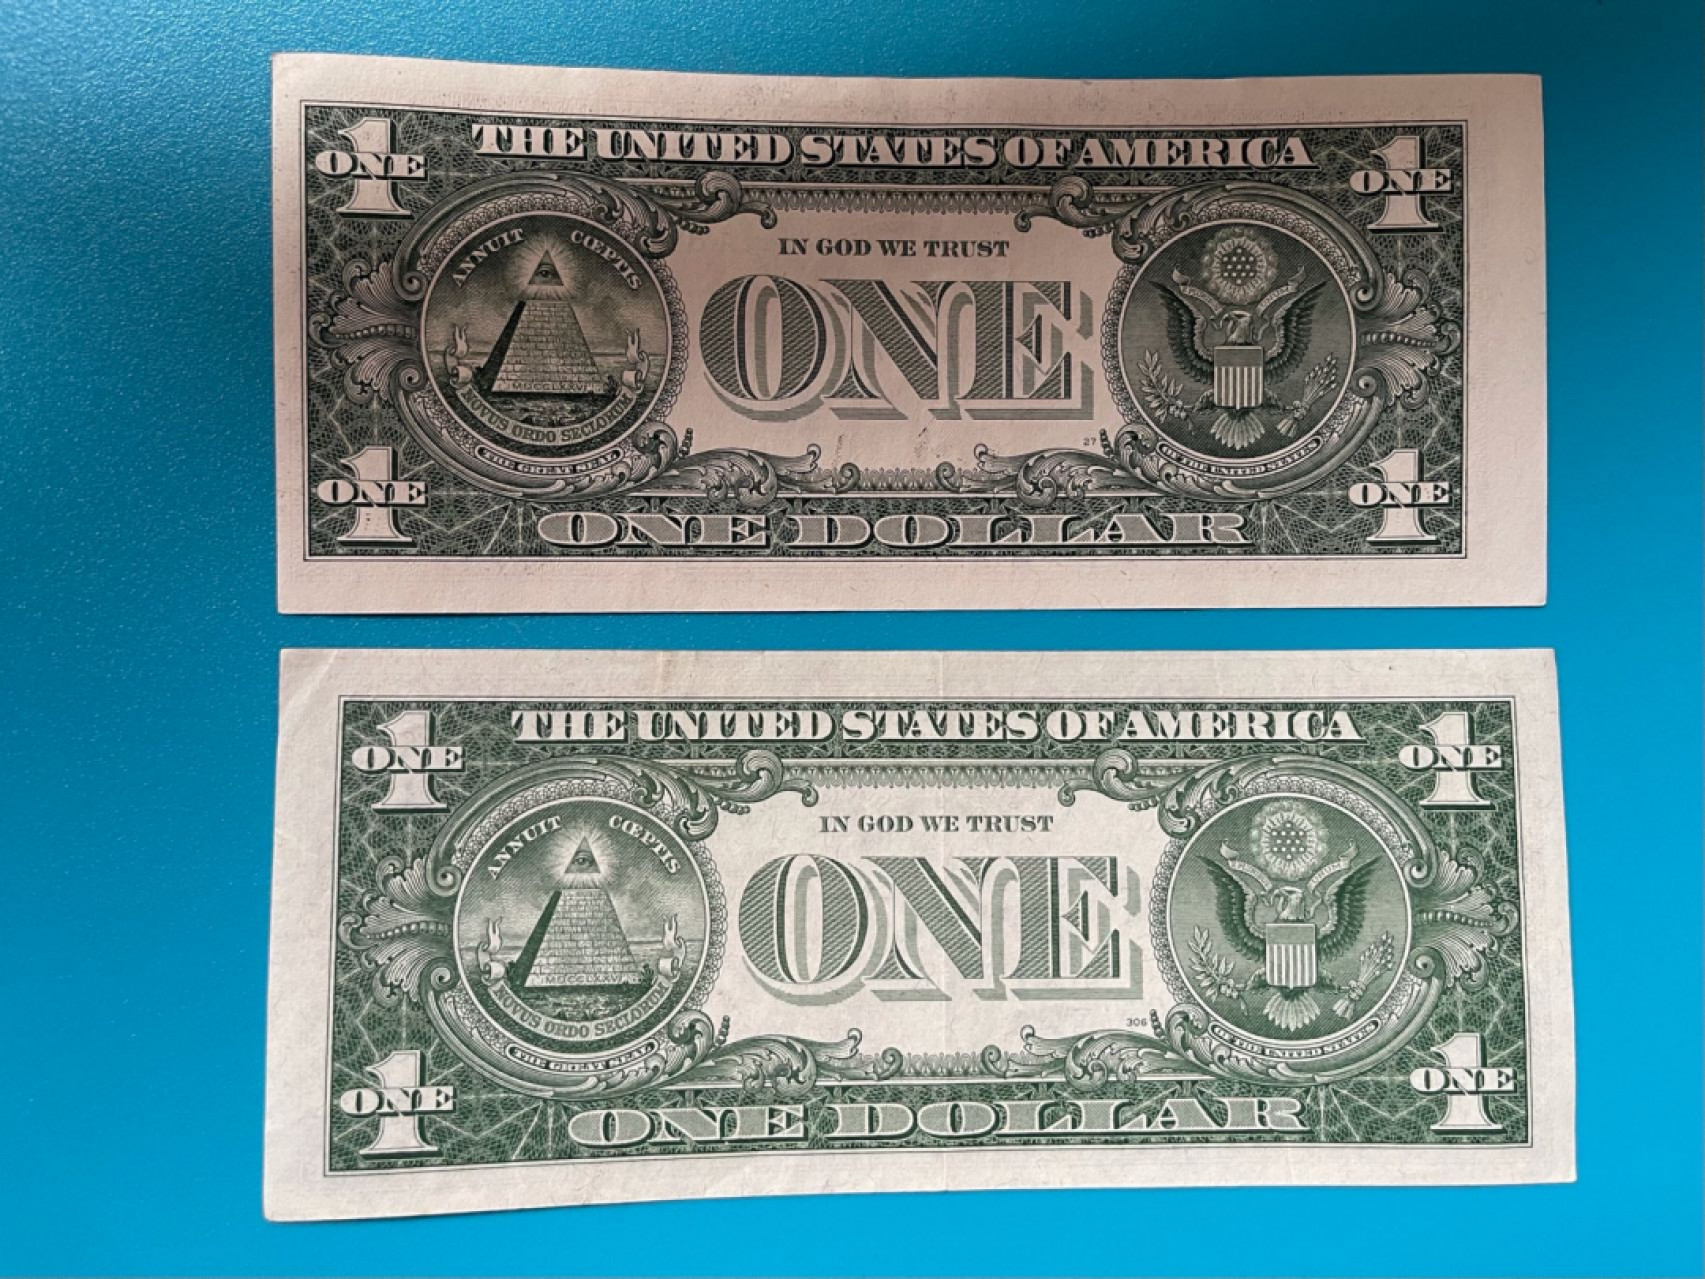 THE UNITED STATES OF AMERICA
ONE
ONE
ANNUIT CŒPTIS
IN GOD WE TRUST
ONE
MDCCLXXVI
NOVUS ORDO SECLORUM
27
THE GREAT SEAL
OF THE UNITED STATES
ONE
ONE
ONE DOLLAR
THE UNITED STATES OF AMERICA
ONE
ONE
ANNUIT CŒPTIS
IN GOD WE TRUST
ONE
MDCCLXXVI
NOVUS ORDO SECLORUM
306
THE GREAT SEAL
OF THE UNITED STATES
ONE
ONE
ONE DOLLAR